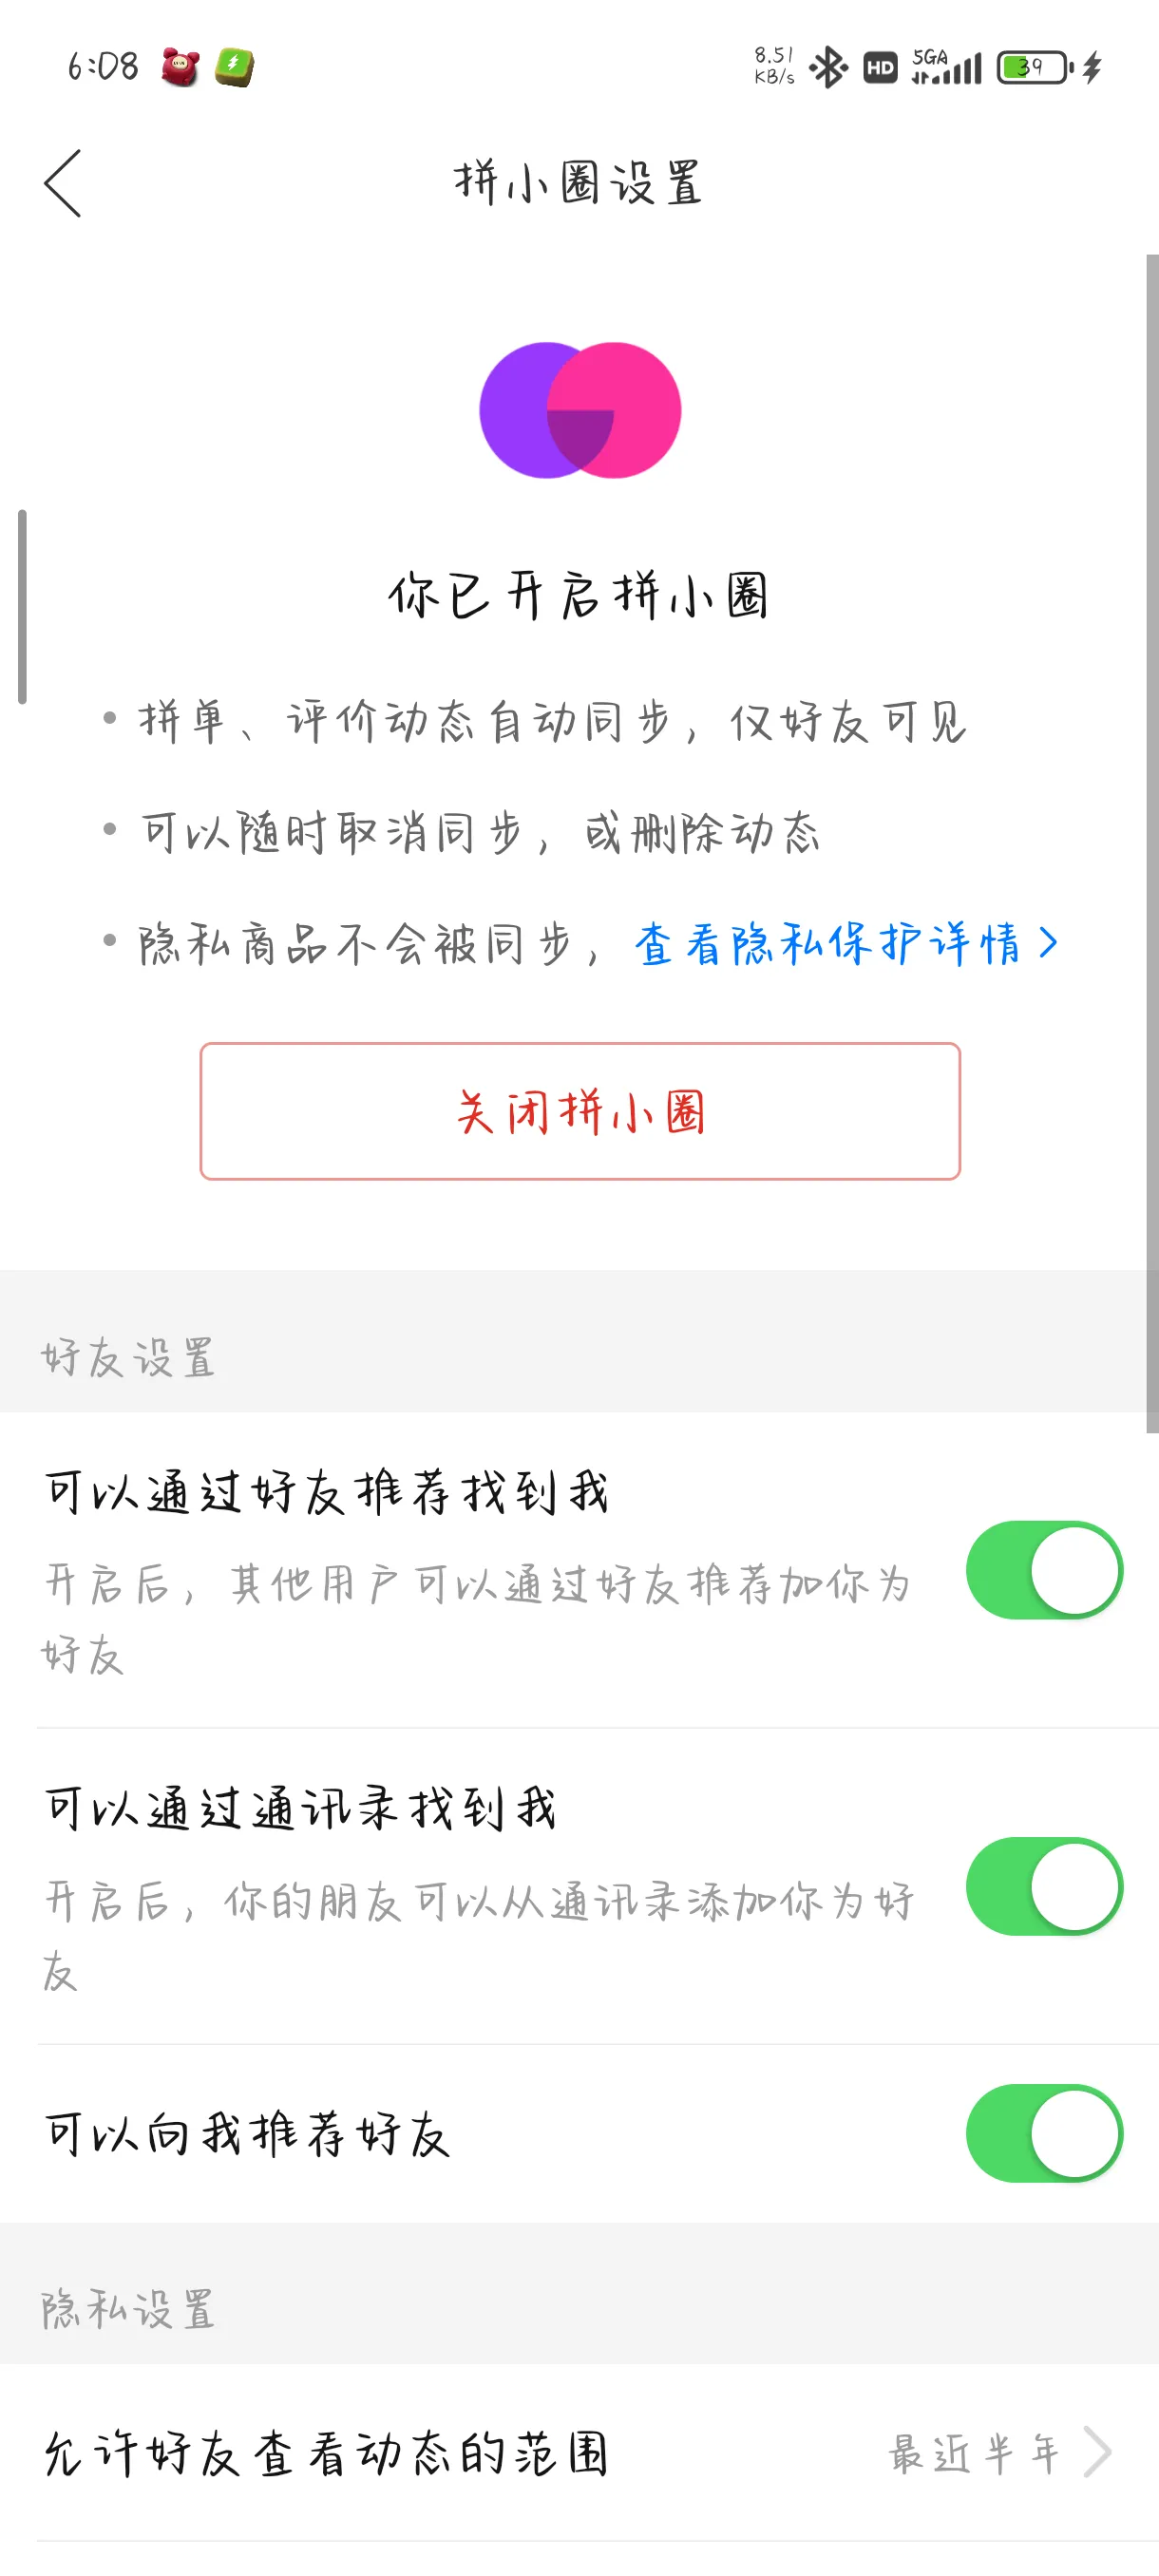 6:08
8.51
KB/s
HD
5GA
39
拼小圈设置
你已开启拼小圈
拼单、评价动态自动同步，仅好友可见
可以随时取消同步，或删除动态
隐私商品不会被同步，查看隐私保护详情
关闭拼小圈
好友设置
可以通过好友推荐找到我
开启后，其他用户可以通过好友推荐加你为
好友
可以通过通讯录找到我
开启后，你的朋友可以从通讯录添加你为好
友
可以向我推荐好友
隐私设置
允许好友查看动态的范围
最近半年